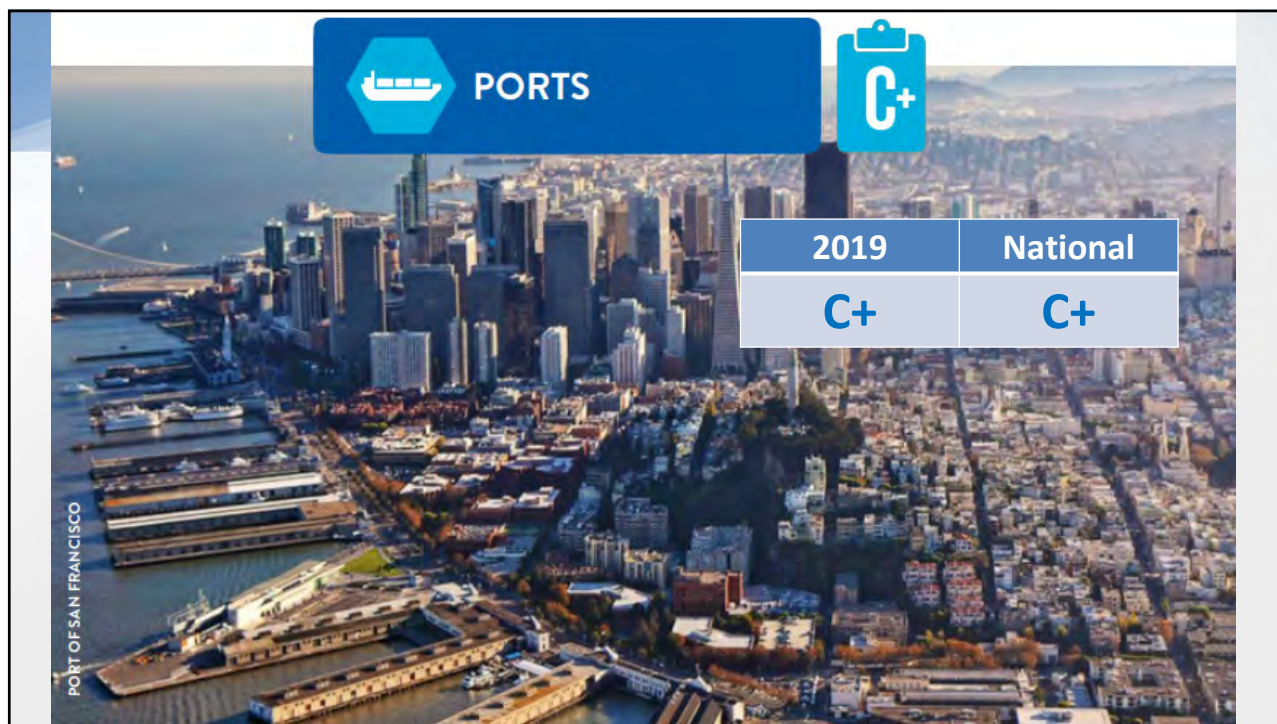 PORTS
C+
2019 National
C+ C+
PORT OF SAN FRANCISCO